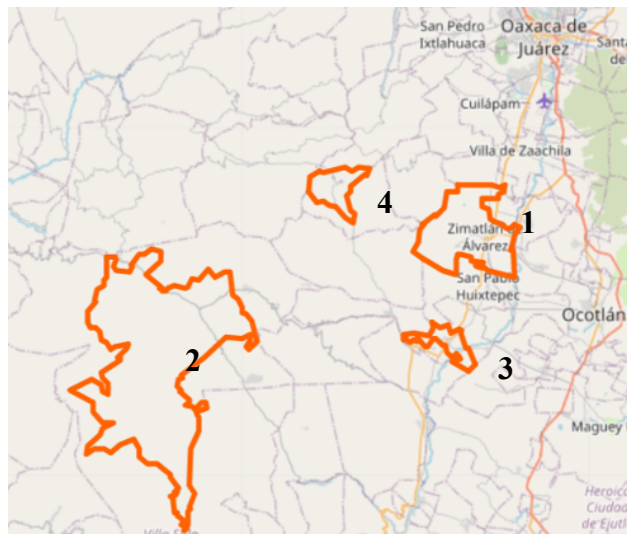 San Pedro
Ixtlahuaca
Oaxaca de
Juárez
Santa
de
Cuilápam
Villa de Zaachila
4
1
Zimatlán
Álvarez
San Pablo
Huixtepec
Ocotlán
2
3
Maguey
Heroica
Ciudad
de Ejutl